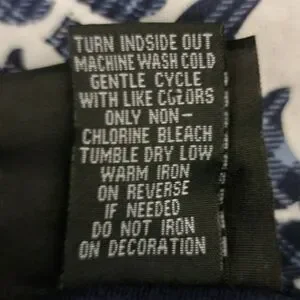 TURN INDSIDE OUT
MACHINE WASH COLD
GENTLE CYCLE
WITH LIKE COLORS
ONLY NON-
CHLORINE BLEACH
TUMBLE DRY LOW
WARM IRON
ON REVERSE
IF NEEDED
DO NOT IRON
ON DECORATION